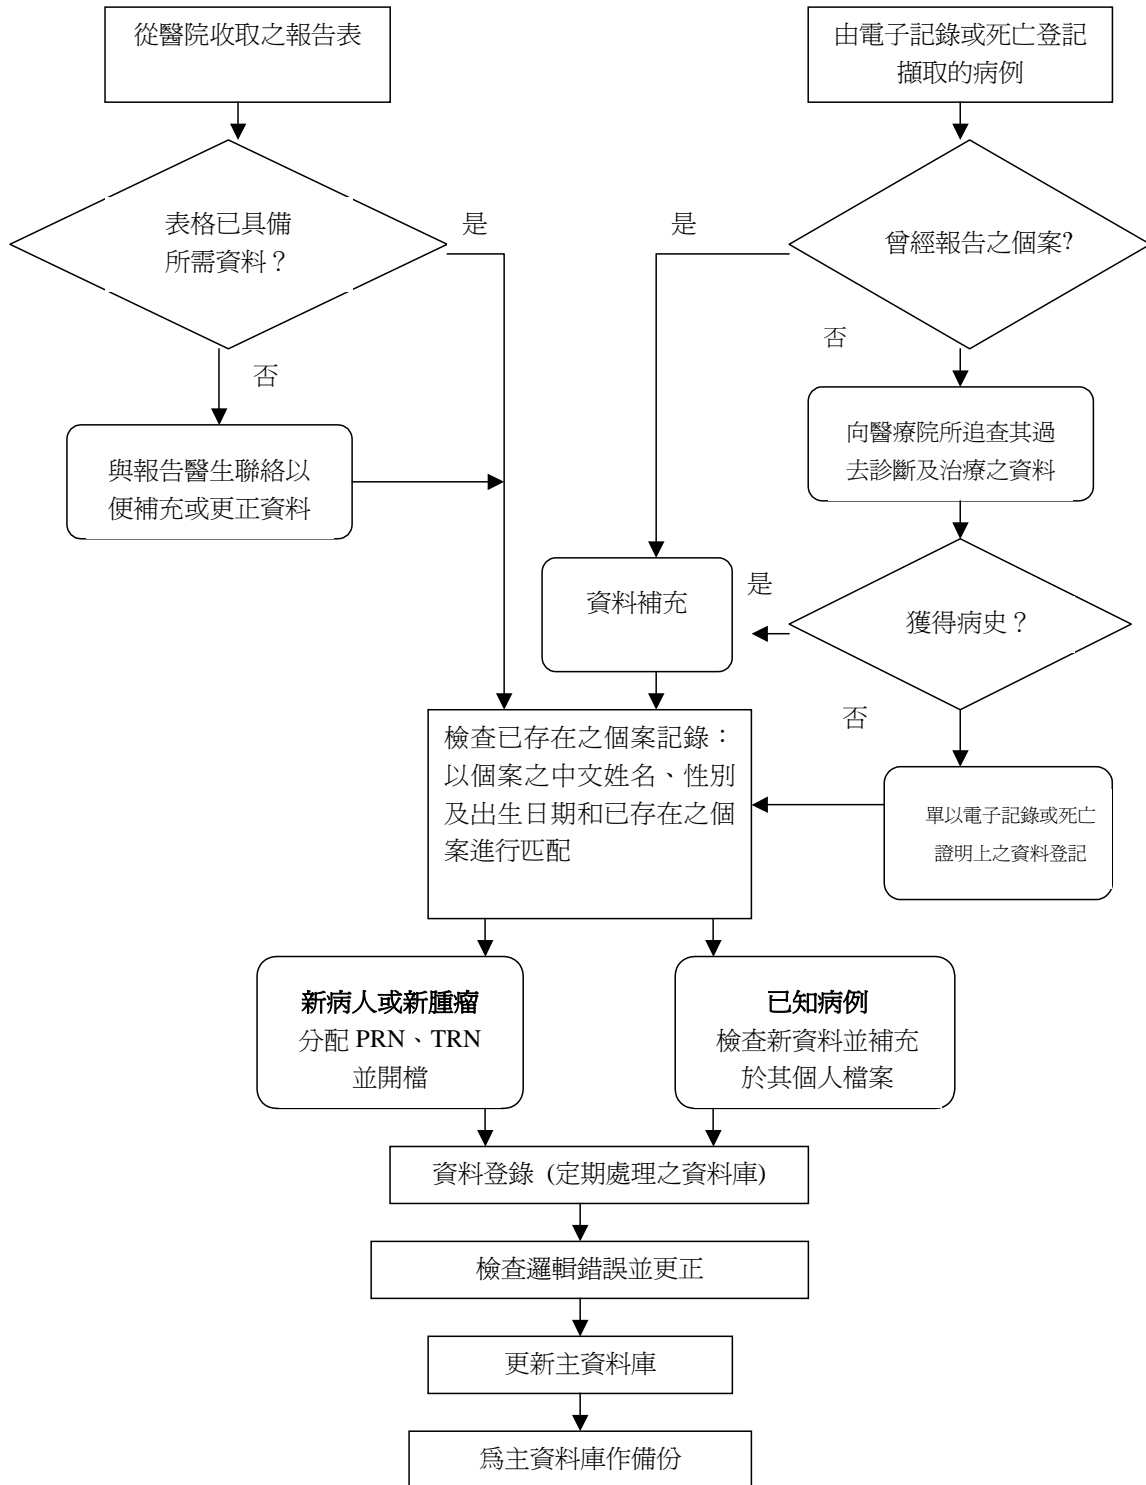 從醫院收取之報告表
由電子記錄或死亡登記
擷取的病例
表格已具備
所需資料？
是
是
曾經報告之個案?
否
否
與報告醫生聯絡以
便補充或更正資料
向醫療院所追查其過
去診斷及治療之資料
資料補充
是
獲得病史？
否
檢查已存在之個案記錄：
以個案之中文姓名、性別
及出生日期和已存在之個
案進行匹配
單以電子記錄或死亡
證明上之資料登記
新病人或新腫瘤
分配 PRN、TRN
並開檔
已知病例
檢查新資料並補充
於其個人檔案
資料登錄 (定期處理之資料庫)
檢查邏輯錯誤並更正
更新主資料庫
爲主資料庫作備份